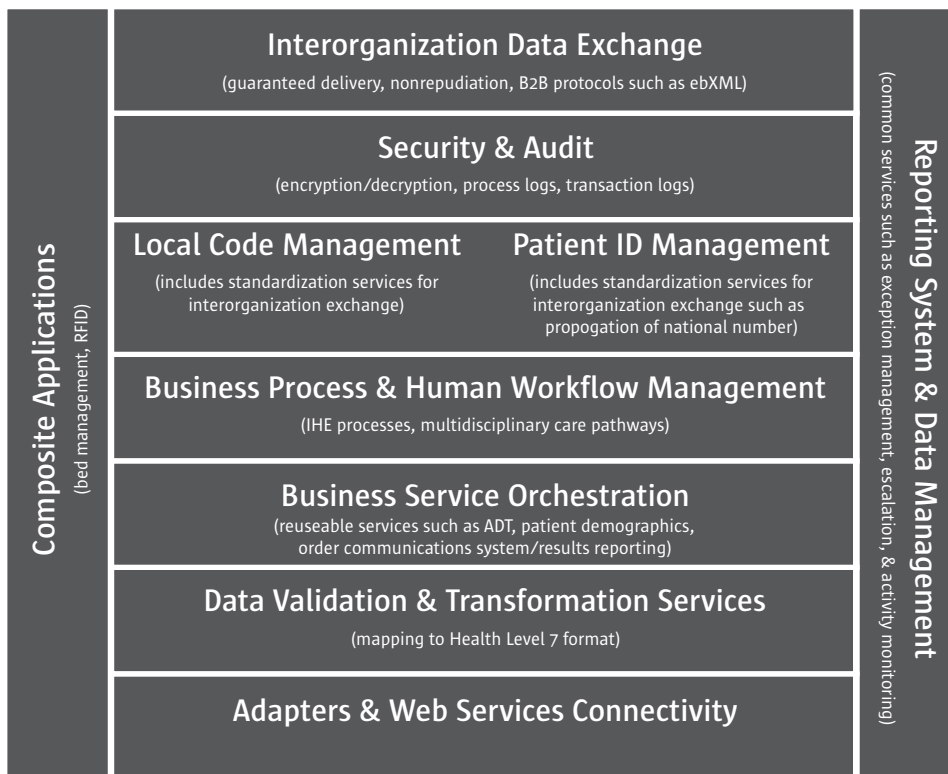 Composite Applications
(bed management, RFID)
Interorganization Data Exchange
(guaranteed delivery, nonrepudiation, B2B protocols such as ebXML)
Security & Audit
(encryption/decryption, process logs, transaction logs)
Local Code Management
(includes standardization services for
interorganization exchange)
Patient ID Management
(includes standardization services for
interorganization exchange such as
propogation of national number)
Business Process & Human Workflow Management
(IHE processes, multidisciplinary care pathways)
Business Service Orchestration
(reuseable services such as ADT, patient demographics,
order communications system/results reporting)
Data Validation & Transformation Services
(mapping to Health Level 7 format)
Adapters & Web Services Connectivity
Reporting System & Data Management
(common services such as exception management, escalation, & activity monitoring)